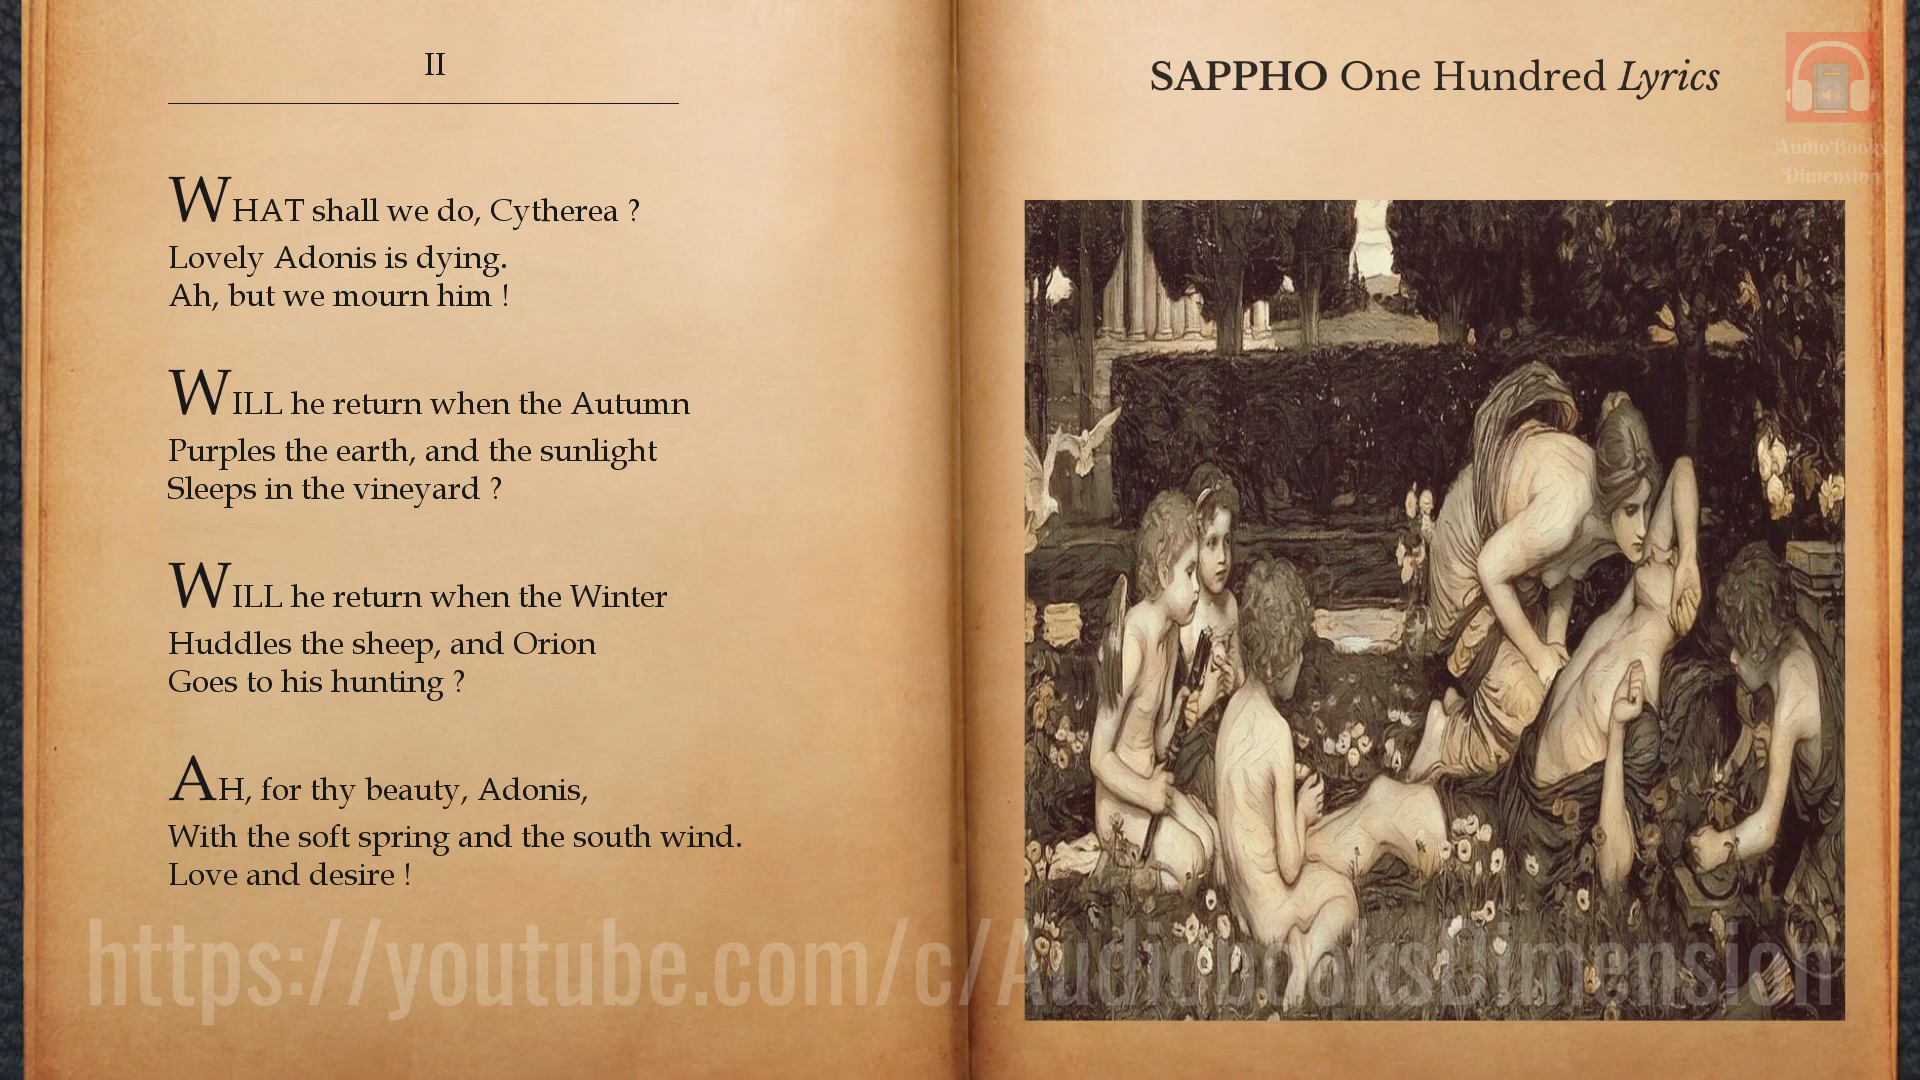 II
WHAT shall we do, Cytherea ?
Lovely Adonis is dying.
Ah, but we mourn him !
WILL he return when the Autumn
Purples the earth, and the sunlight
Sleeps in the vineyard ?
WILL he return when the Winter
Huddles the sheep, and Orion
Goes to his hunting ?
AH, for thy beauty, Adonis,
With the soft spring and the south wind.
Love and desire !
SAPPHO One Hundred Lyrics
AudioBooks
Dimension
https://youtube.com/c/AudiobooksDimension